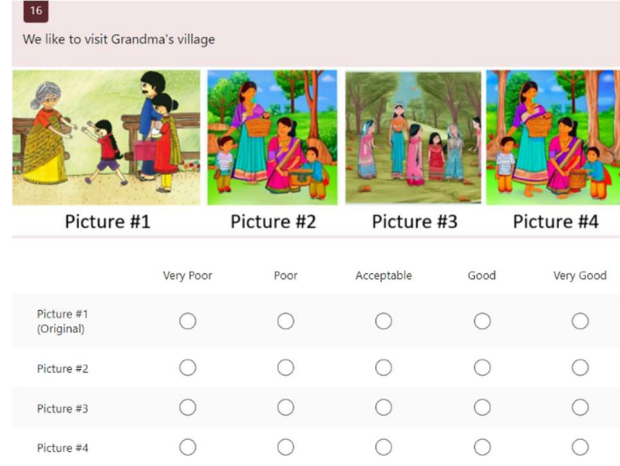 16
We like to visit Grandma's village
Picture #1 Picture #2 Picture #3 Picture #4
Very Poor Poor Acceptable Good Very Good
Picture #1
(Original)
Picture #2
Picture #3
Picture #4